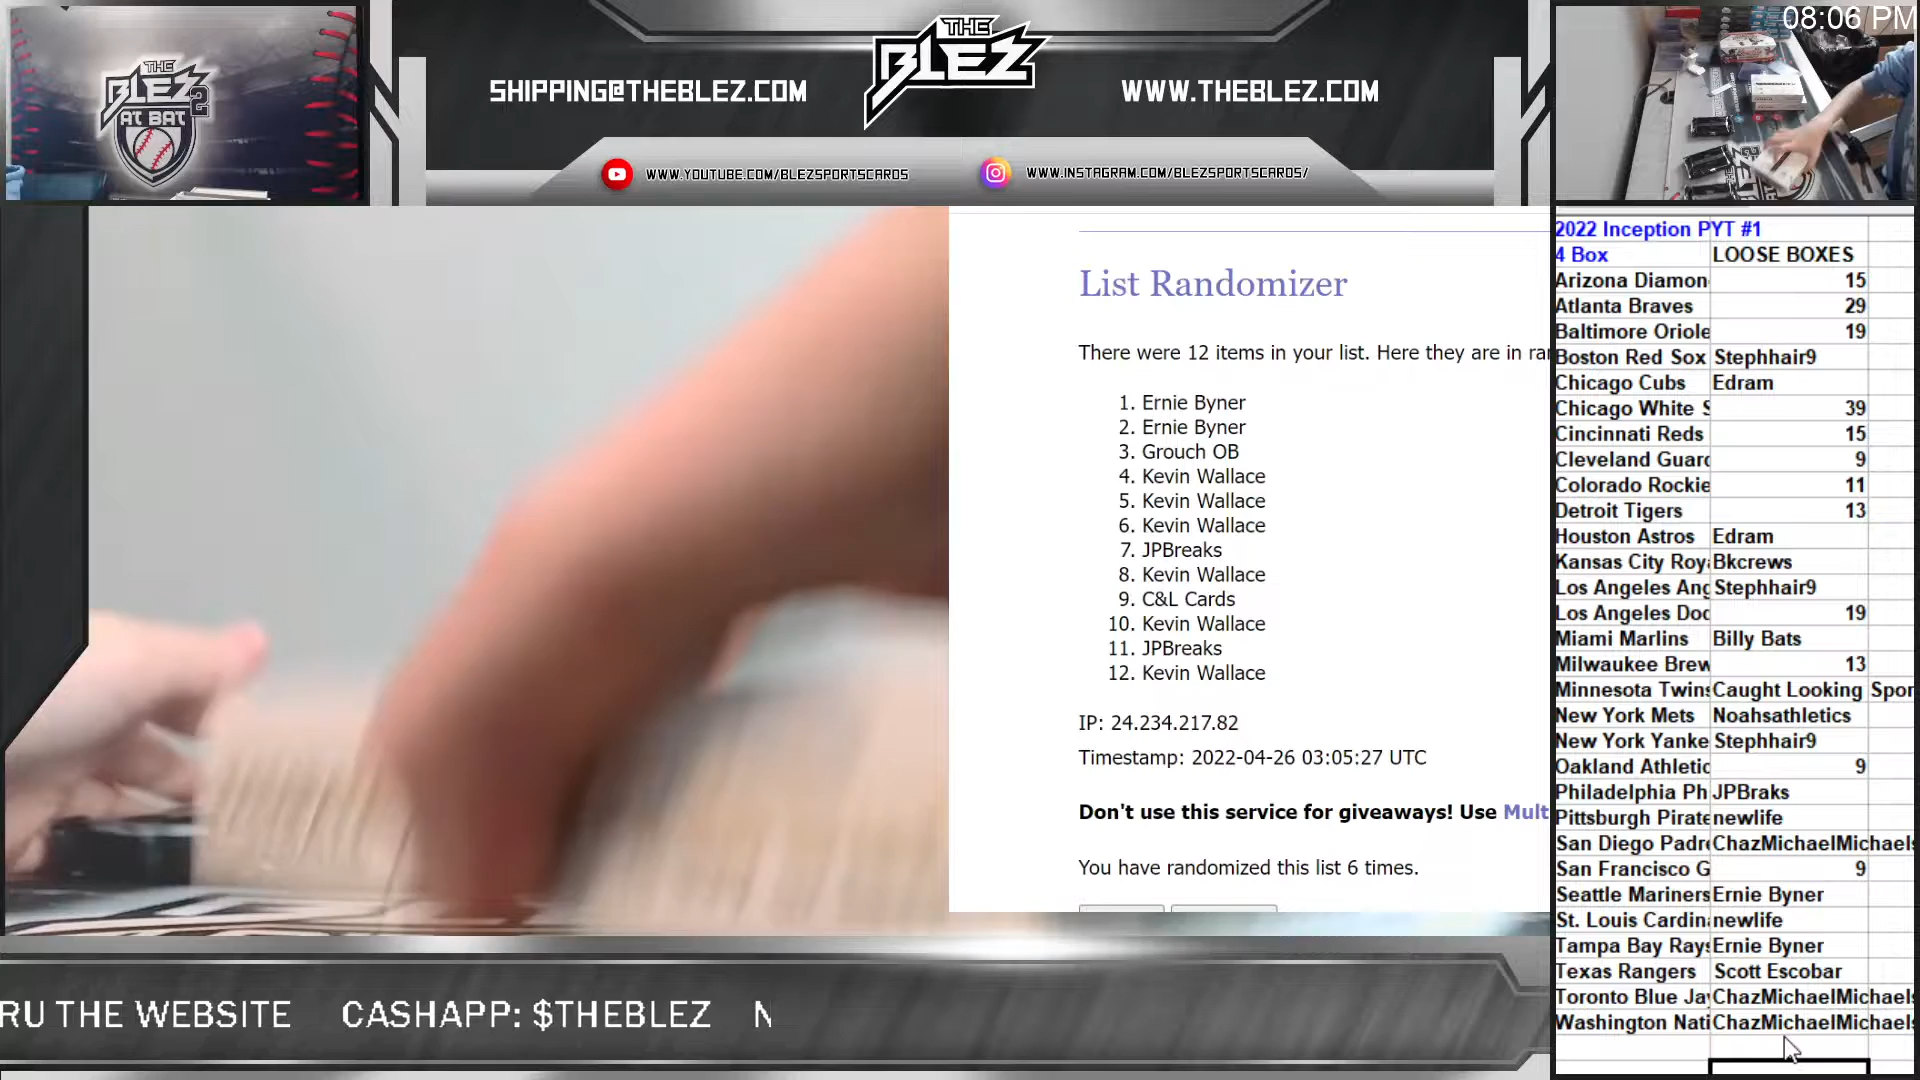 THE
BLEZ 2
AT BAT
SHIPPING@THEBLEZ.COM
THE
BLEZ
WWW.THEBLEZ.COM
WWW.YOUTUBE.COM/BLEZSPORTSCARDS
WWW.INSTAGRAM.COM/BLEZSPORTSCARDS/
08:06 PM
List Randomizer
There were 12 items in your list. Here they are in
1. Ernie Byner
2. Ernie Byner
3. Grouch OB
4. Kevin Wallace
5. Kevin Wallace
6. Kevin Wallace
7. JPBreaks
8. Kevin Wallace
9. C&L Cards
10. Kevin Wallace
11. JPBreaks
12. Kevin Wallace
IP: 24.234.217.82
Timestamp: 2022-04-26 03:05:27 UTC
Don't use this service for giveaways! Use Mult
You have randomized this list 6 times.
2022 Inception PYT #1
4 Box LOOSE BOXES
Arizona Diamon 15
Atlanta Braves 29
Baltimore Oriole 19
Boston Red Sox Stephhair9
Chicago Cubs Edram
Chicago White S 39
Cincinnati Reds 15
Cleveland Guard 9
Colorado Rockie 11
Detroit Tigers 13
Houston Astros Edram
Kansas City Roy Bkcrews
Los Angeles Ang Stephhair9
Los Angeles Dod 19
Miami Marlins Billy Bats
Milwaukee Brew 13
Minnesota Twins Caught Looking Spor
New York Mets Noahsathletics
New York Yanke Stephhair9
Oakland Athletic 9
Philadelphia Ph JPBraks
Pittsburgh Pirate newlife
San Diego Padre ChazMichaelMichaels
San Francisco G 9
Seattle Mariners Ernie Byner
St. Louis Cardin newlife
Tampa Bay Rays Ernie Byner
Texas Rangers Scott Escobar
Toronto Blue Jay ChazMichaelMichaels
Washington Nati ChazMichaelMichaels
RU THE WEBSITE CASHAPP: $THEBLEZ N